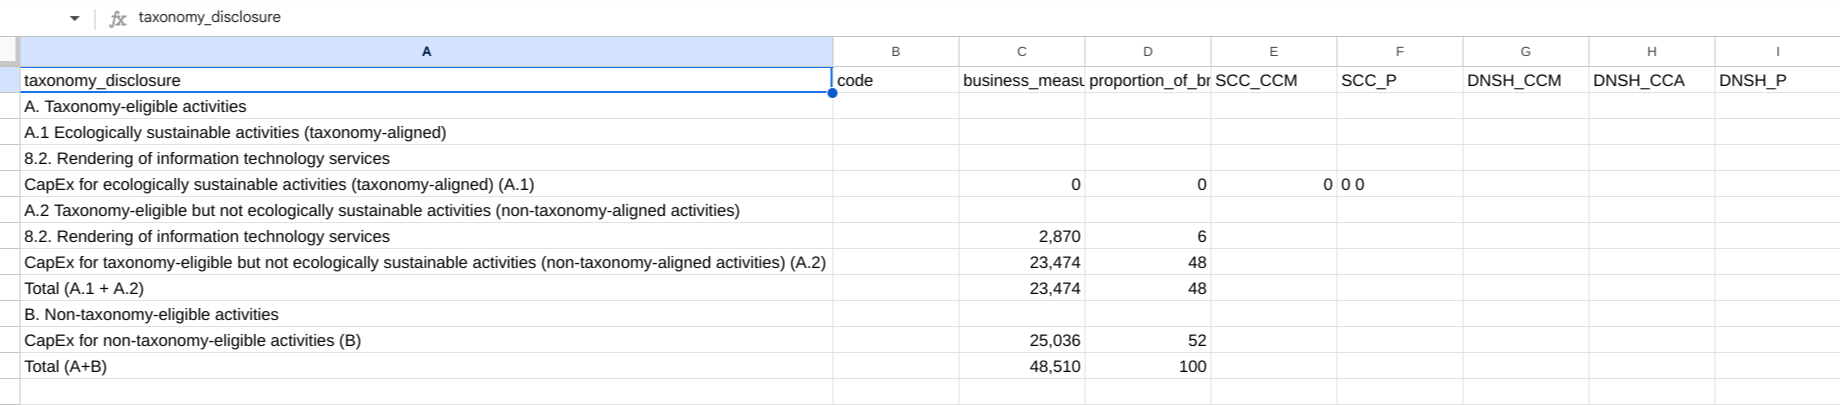 fx taxonomy_disclosure
A B C D E F G H I
taxonomy_disclosure code business_measu proportion_of_br SCC_CCM SCC_P DNSH_CCM DNSH_CCA DNSH_P
A. Taxonomy-eligible activities
A.1 Ecologically sustainable activities (taxonomy-aligned)
8.2. Rendering of information technology services
CapEx for ecologically sustainable activities (taxonomy-aligned) (A.1) 0 0 0 0 0
A.2 Taxonomy-eligible but not ecologically sustainable activities (non-taxonomy-aligned activities)
8.2. Rendering of information technology services 2,870 6
CapEx for taxonomy-eligible but not ecologically sustainable activities (non-taxonomy-aligned activities) (A.2) 23,474 48
Total (A.1 + A.2) 23,474 48
B. Non-taxonomy-eligible activities
CapEx for non-taxonomy-eligible activities (B) 25,036 52
Total (A+B) 48,510 100